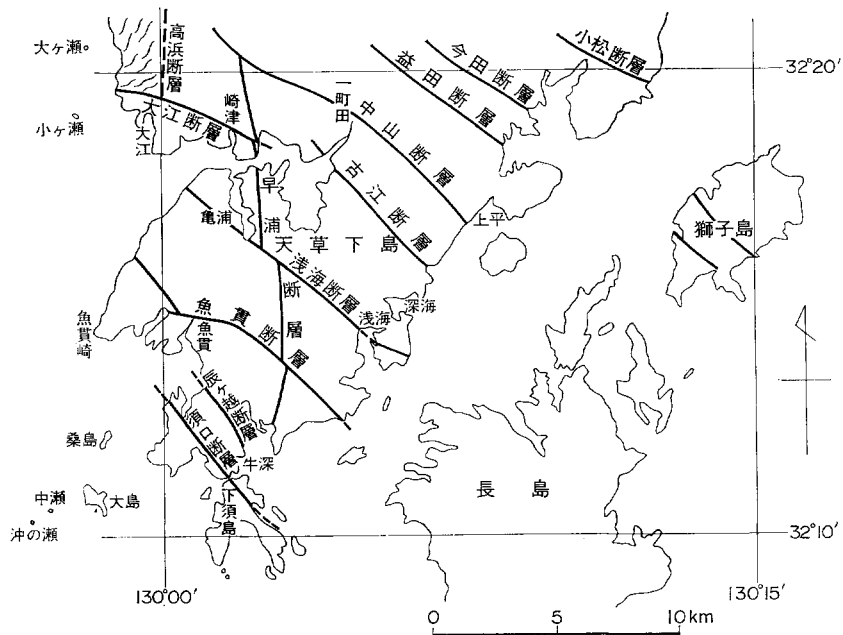 大ヶ瀬
高浜断層
小ヶ瀬
大江
大江断層
崎津
一町田
中山断層
益田断層
今田断層
小松断層
32°20′
古江断層
上平
獅子島
亀浦
早浦断層
天草下島
浅海断層
浅海
深海
魚貫崎
魚貫
魚貫断層
辰ヶ越断層
須口断層
牛深
桑島
中瀬
大島
沖の瀬
下須島
長島
32°10′
130°00′
130°15′
0 5 10km